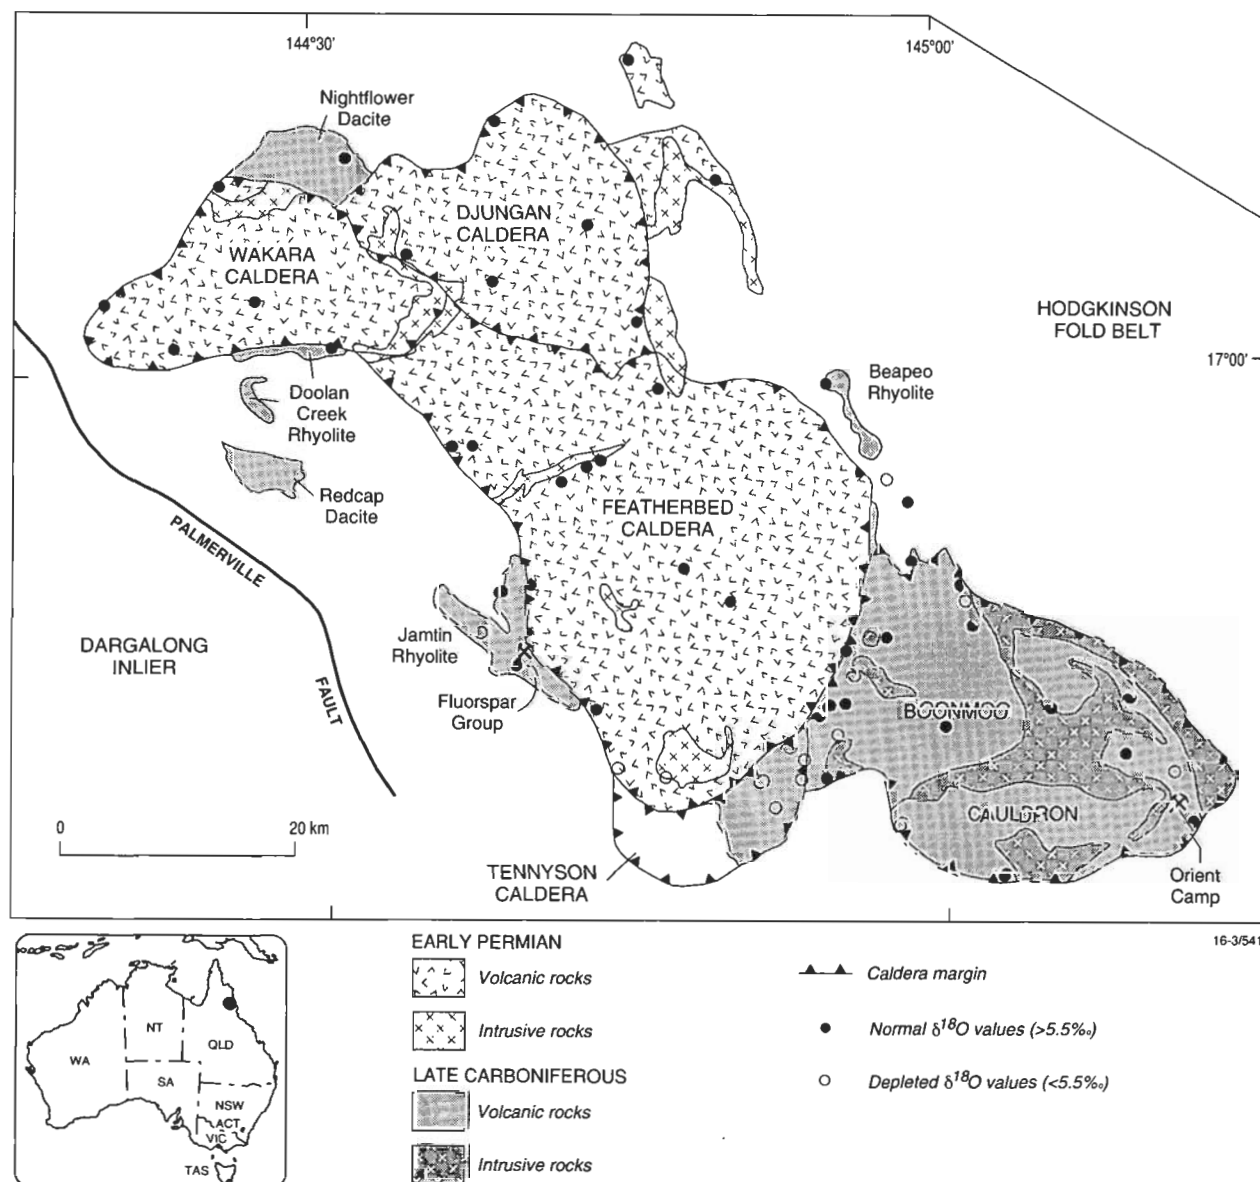 144°30'
145°00'
Nightflower
Dacite
DJUNGAN
CALDERA
WAKARA
CALDERA
HODGKINSON
FOLD BELT
17°00'
Beapeo
Rhyolite
Doolan
Creek
Rhyolite
Redcap
Dacite
FEATHERBED
CALDERA
PALMERVILLE
FAULT
DARGALONG
INLIER
Jamtin
Rhyolite
Fluorspar
Group
BOONMOO
CAULDRON
0 20 km
TENNYSON
CALDERA
Orient
Camp
16-3/541
WA
NT
QLD
SA
NSW
ACT
VIC
TAS
EARLY PERMIAN
Volcanic rocks
Intrusive rocks
LATE CARBONIFEROUS
Volcanic rocks
Intrusive rocks
Caldera margin
Normal δ¹⁸O values (>5.5‰)
Depleted δ¹⁸O values (<5.5‰)